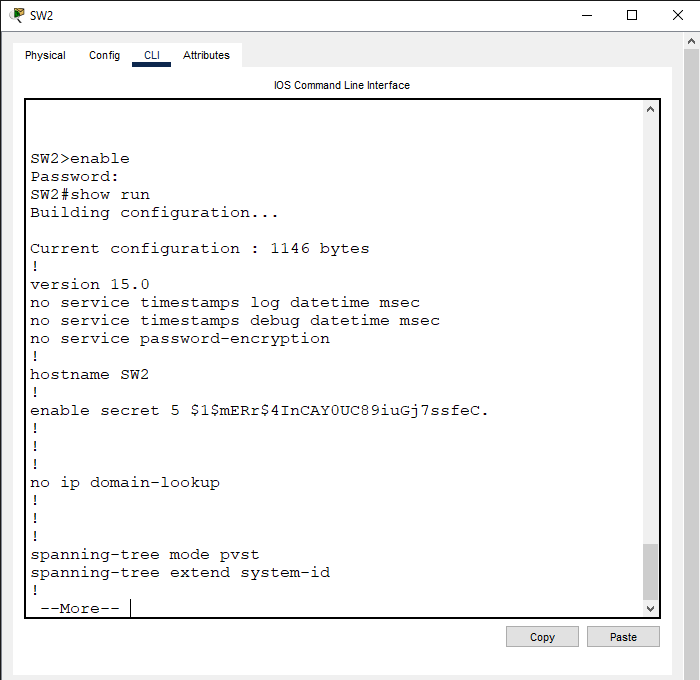 SW2
Physical Config CLI Attributes
IOS Command Line Interface
SW2>enable
Password:
SW2#show run
Building configuration...
Current configuration : 1146 bytes
!
version 15.0
no service timestamps log datetime msec
no service timestamps debug datetime msec
no service password-encryption
!
hostname SW2
!
enable secret 5 $1$mERr$4InCAY0UC89iuGj7ssfeC.
!
!
!
no ip domain-lookup
!
!
!
spanning-tree mode pvst
spanning-tree extend system-id
!
--More--
Copy Paste